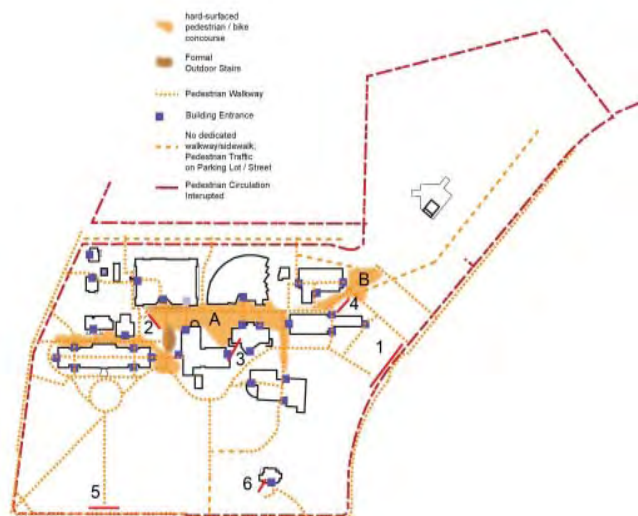 hard-surfaced
pedestrian / bike
concourse
Formal
Outdoor Stairs
Pedestrian Walkway
Building Entrance
No dedicated
walkway/sidewalk;
Pedestrian Traffic
on Parking Lot / Street
Pedestrian Circulation
Interupted
B
4
A
2
1
3
6
5